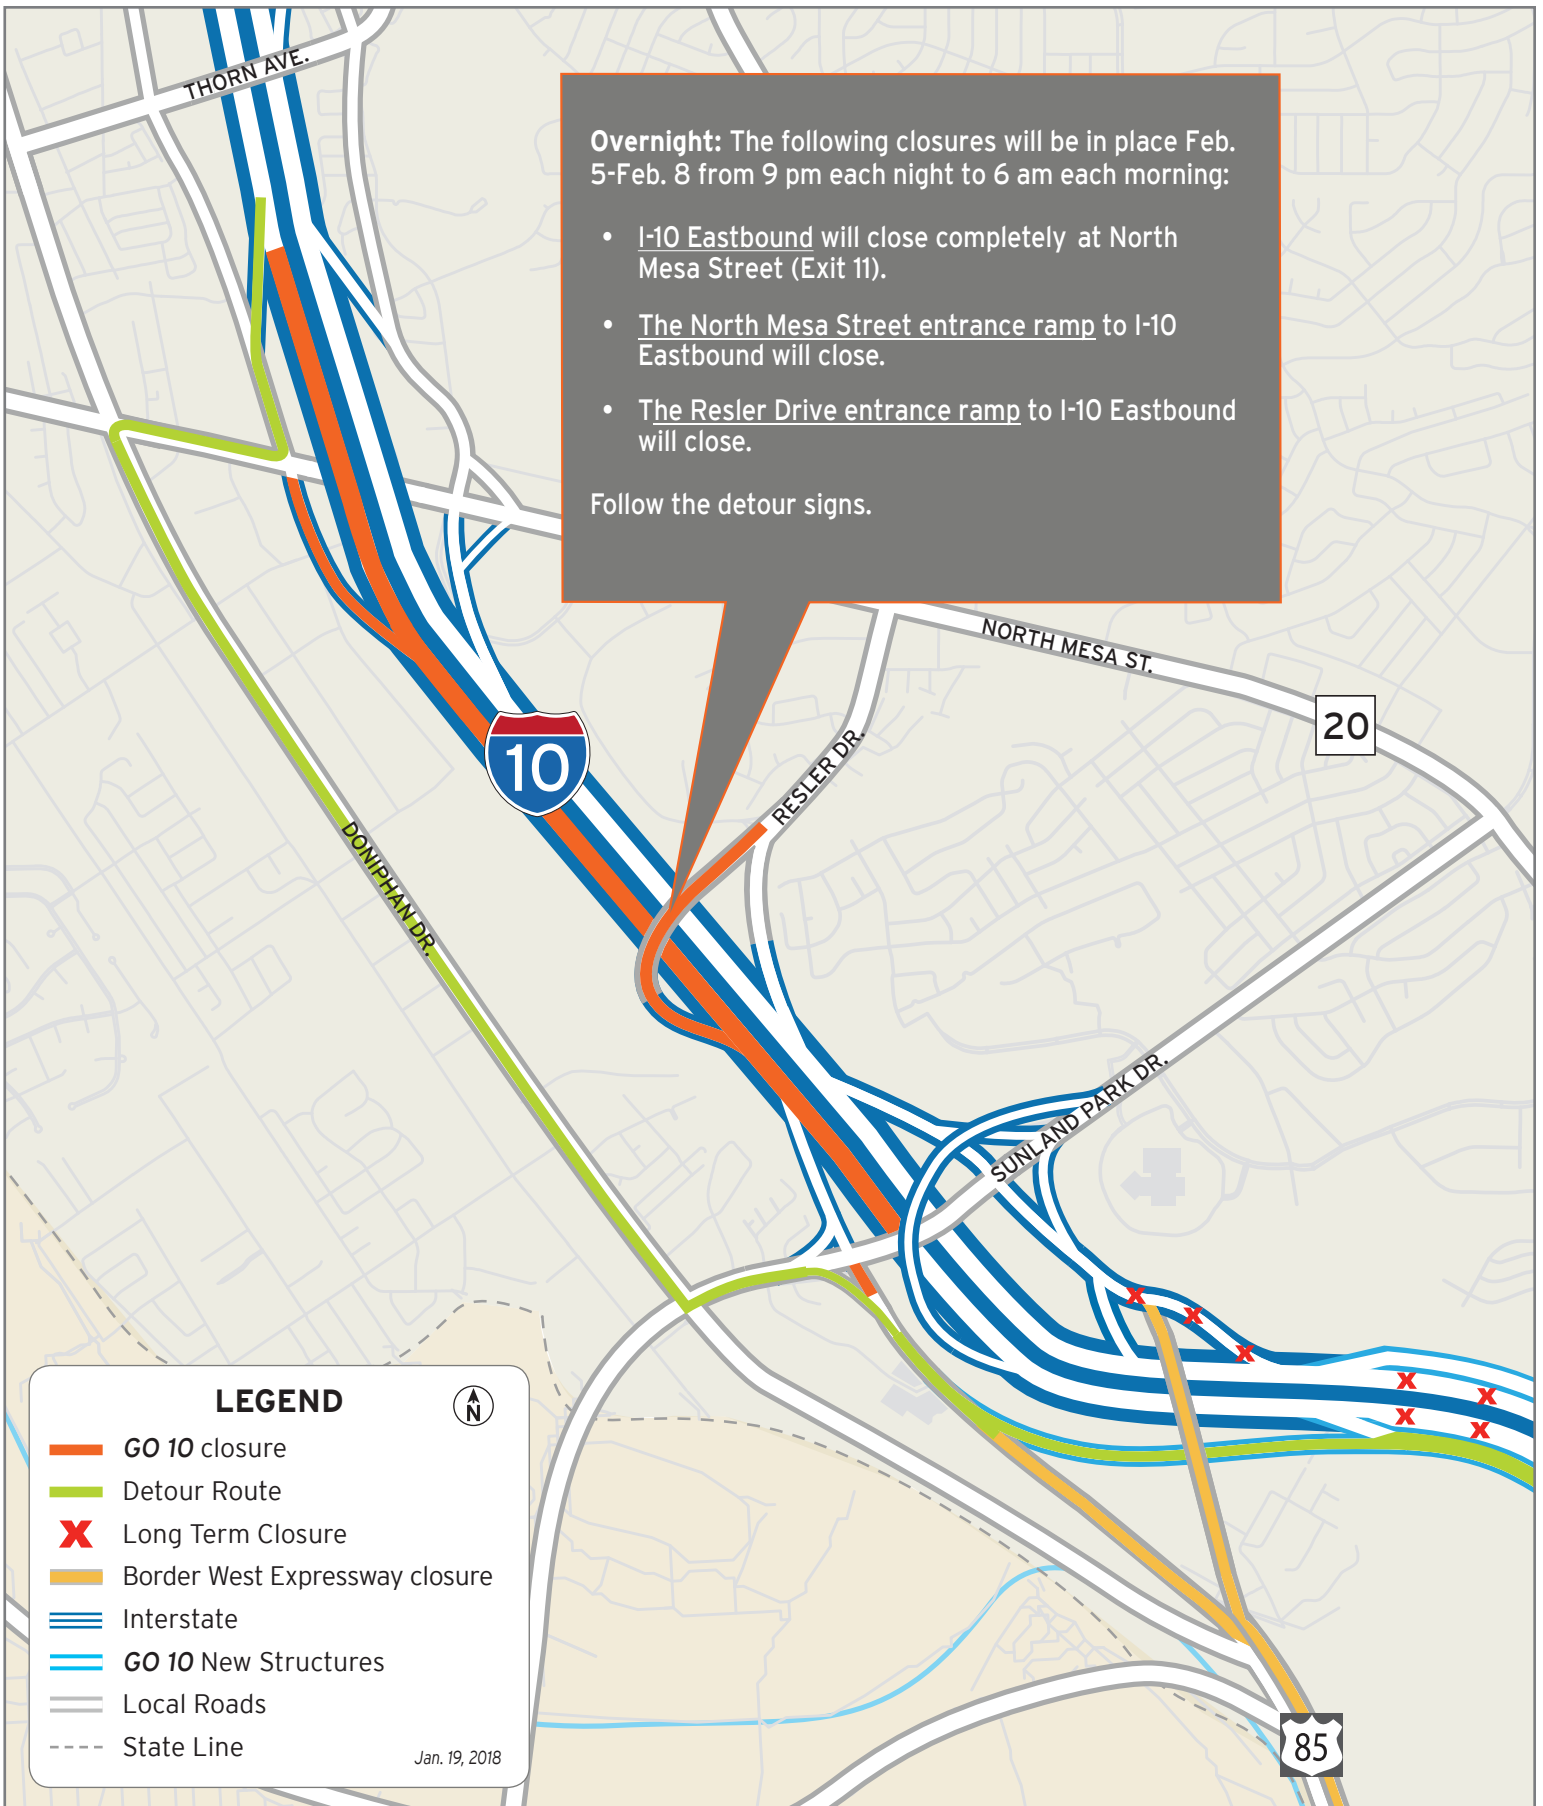 THORN AVE.
Overnight: The following closures will be in place Feb.
5-Feb. 8 from 9 pm each night to 6 am each morning:
• I-10 Eastbound will close completely at North
Mesa Street (Exit 11).
• The North Mesa Street entrance ramp to I-10
Eastbound will close.
• The Resler Drive entrance ramp to I-10 Eastbound
will close.
Follow the detour signs.
NORTH MESA ST.
20
RESLER DR.
10
DONIPHAN DR.
SUNLAND PARK DR.
X
X
X
X
X
X
X
LEGEND
N
GO 10 closure
Detour Route
X Long Term Closure
Border West Expressway closure
Interstate
GO 10 New Structures
Local Roads
State Line
Jan. 19, 2018
85